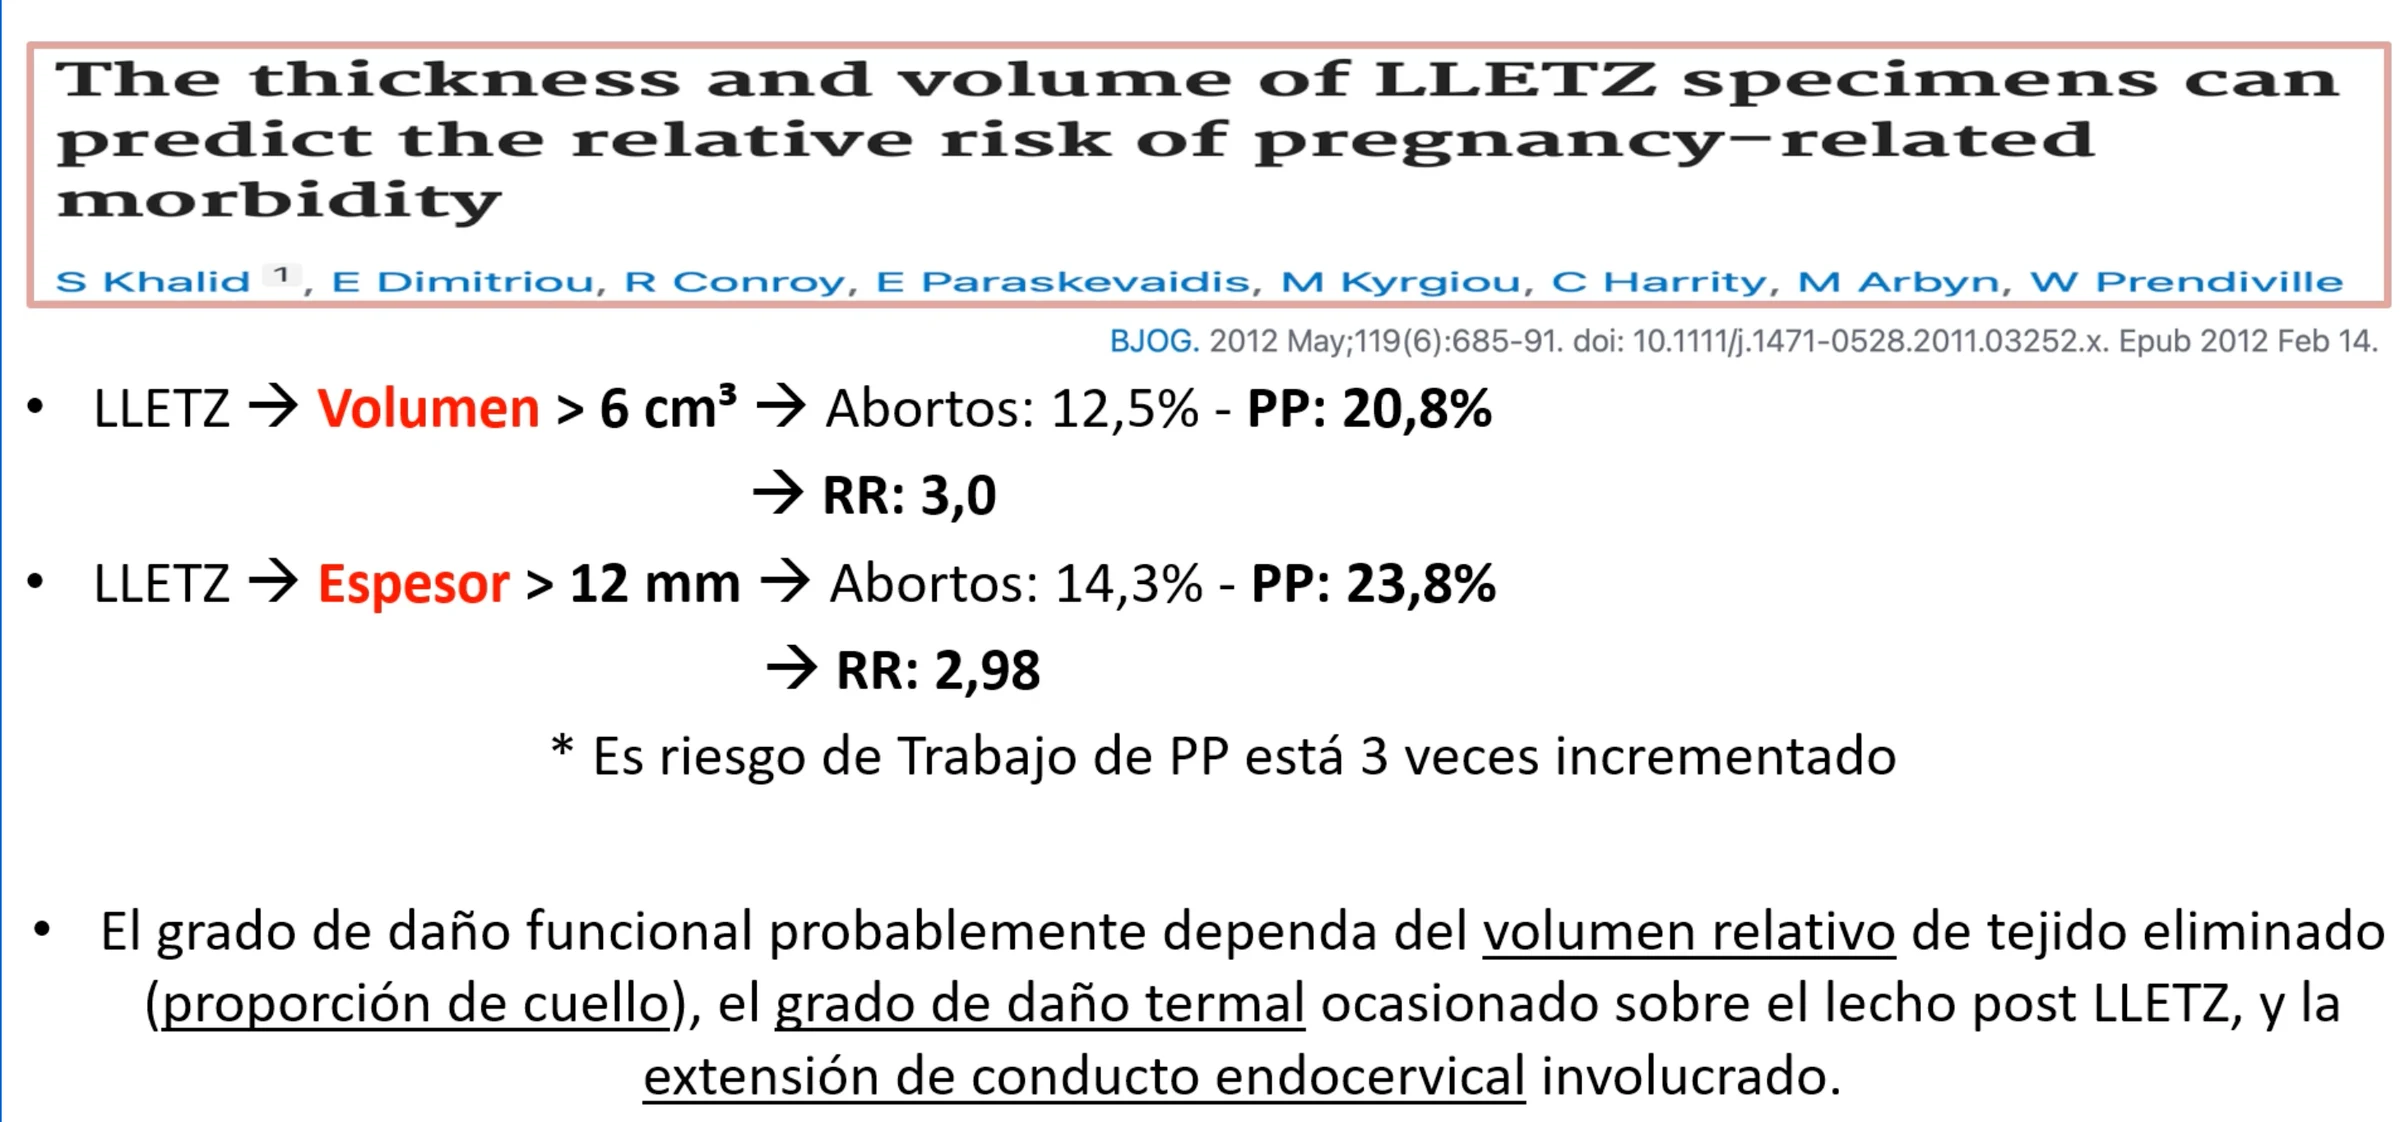 The thickness and volume of LLETZ specimens can
predict the relative risk of pregnancy-related
morbidity
S Khalid 1, E Dimitriou, R Conroy, E Paraskevaidis, M Kyrgiou, C Harrity, M Arbyn, W Prendiville
BJOG. 2012 May;119(6):685-91. doi: 10.1111/j.1471-0528.2011.03252.x. Epub 2012 Feb 14.
• LLETZ → Volumen > 6 cm³ → Abortos: 12,5% - PP: 20,8%
→ RR: 3,0
• LLETZ → Espesor > 12 mm → Abortos: 14,3% - PP: 23,8%
→ RR: 2,98
* Es riesgo de Trabajo de PP está 3 veces incrementado
• El grado de daño funcional probablemente dependa del volumen relativo de tejido eliminado
(proporción de cuello), el grado de daño termal ocasionado sobre el lecho post LLETZ, y la
extensión de conducto endocervical involucrado.